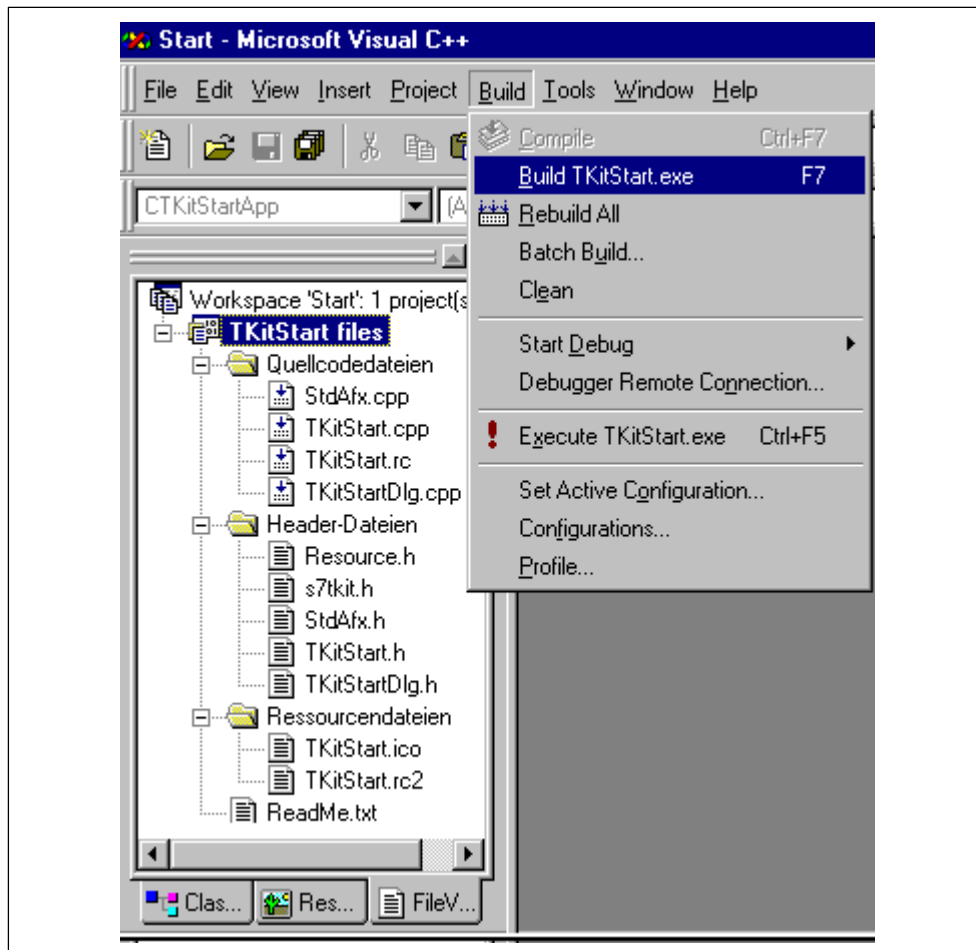 Start - Microsoft Visual C++
File Edit View Insert Project Build Tools Window Help
CTKitStartApp (A
Compile Ctrl+F7
Build TKitStart.exe F7
Rebuild All
Batch Build...
Clean
Start Debug
Debugger Remote Connection...
Execute TKitStart.exe Ctrl+F5
Set Active Configuration...
Configurations...
Profile...
Workspace 'Start': 1 project(s
TKitStart files
Quellcodedateien
StdAfx.cpp
TKitStart.cpp
TKitStart.rc
TKitStartDlg.cpp
Header-Dateien
Resource.h
s7tkit.h
StdAfx.h
TKitStart.h
TKitStartDlg.h
Ressourcendateien
TKitStart.ico
TKitStart.rc2
ReadMe.txt
Clas... Res... FileV...